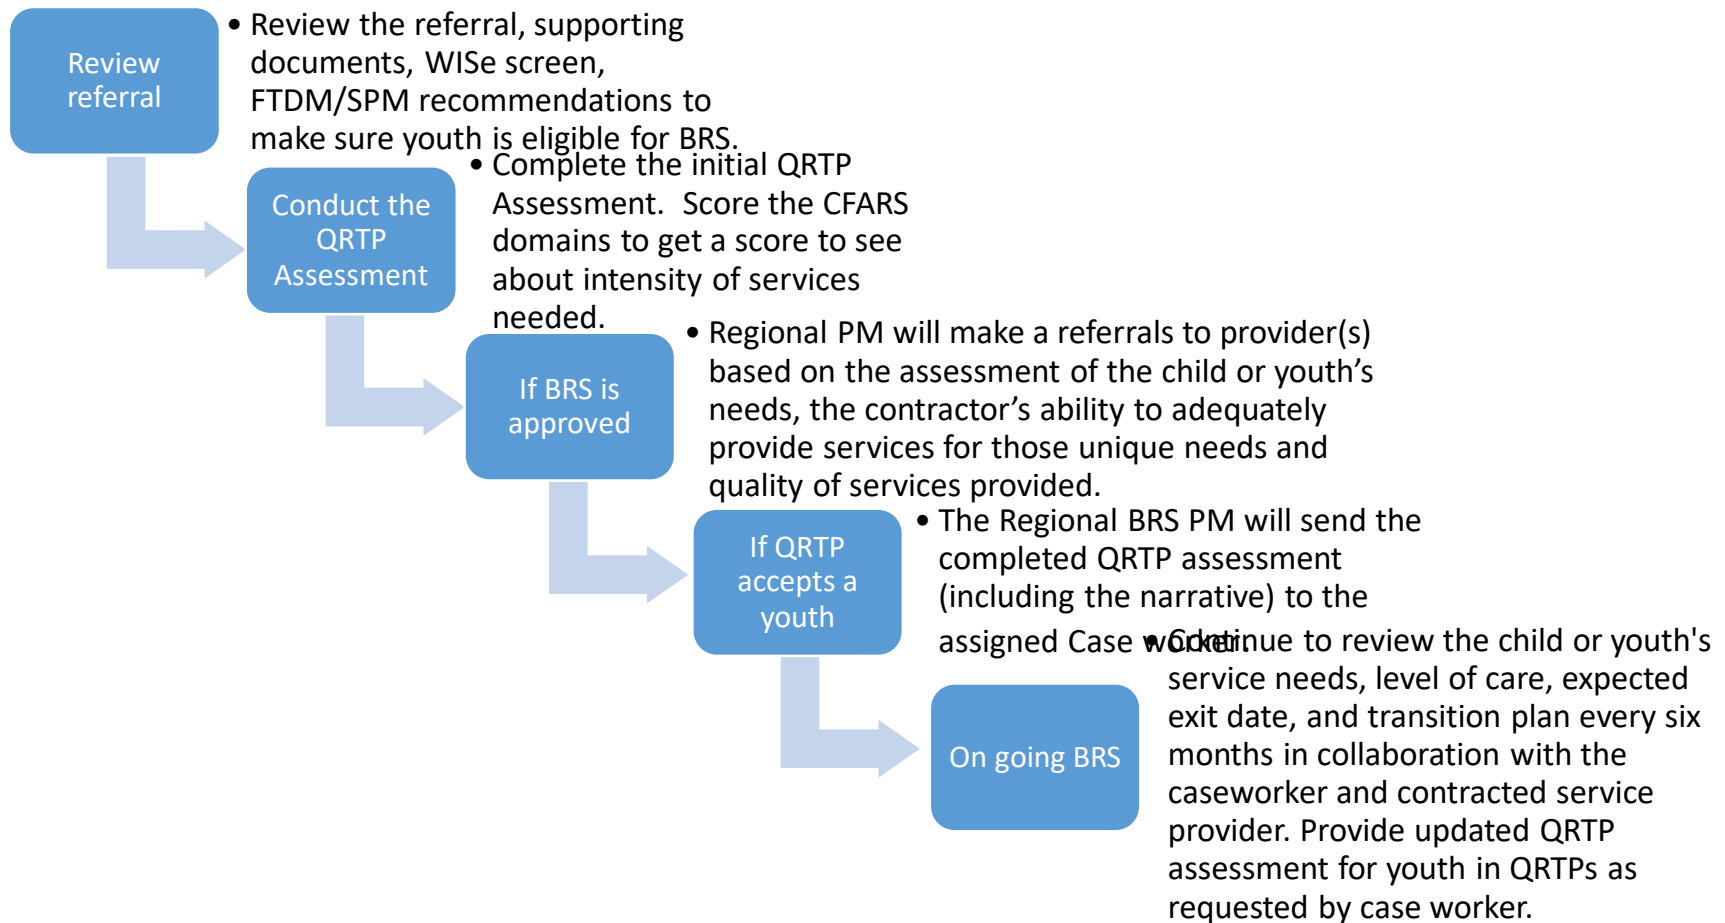 Review
referral
• Review the referral, supporting
documents, WISe screen,
FTDM/SPM recommendations to
make sure youth is eligible for BRS.
Conduct the
QRTP
Assessment
• Complete the initial QRTP
Assessment.  Score the CFARS
domains to get a score to see
about intensity of services
needed.
If BRS is
approved
• Regional PM will make a referrals to provider(s)
based on the assessment of the child or youth’s
needs, the contractor’s ability to adequately
provide services for those unique needs and
quality of services provided.
If QRTP
accepts a
youth
• The Regional BRS PM will send the
completed QRTP assessment
(including the narrative) to the
assigned Case worker.
On going BRS
• Continue to review the child or youth's
service needs, level of care, expected
exit date, and transition plan every six
months in collaboration with the
caseworker and contracted service
provider. Provide updated QRTP
assessment for youth in QRTPs as
requested by case worker.